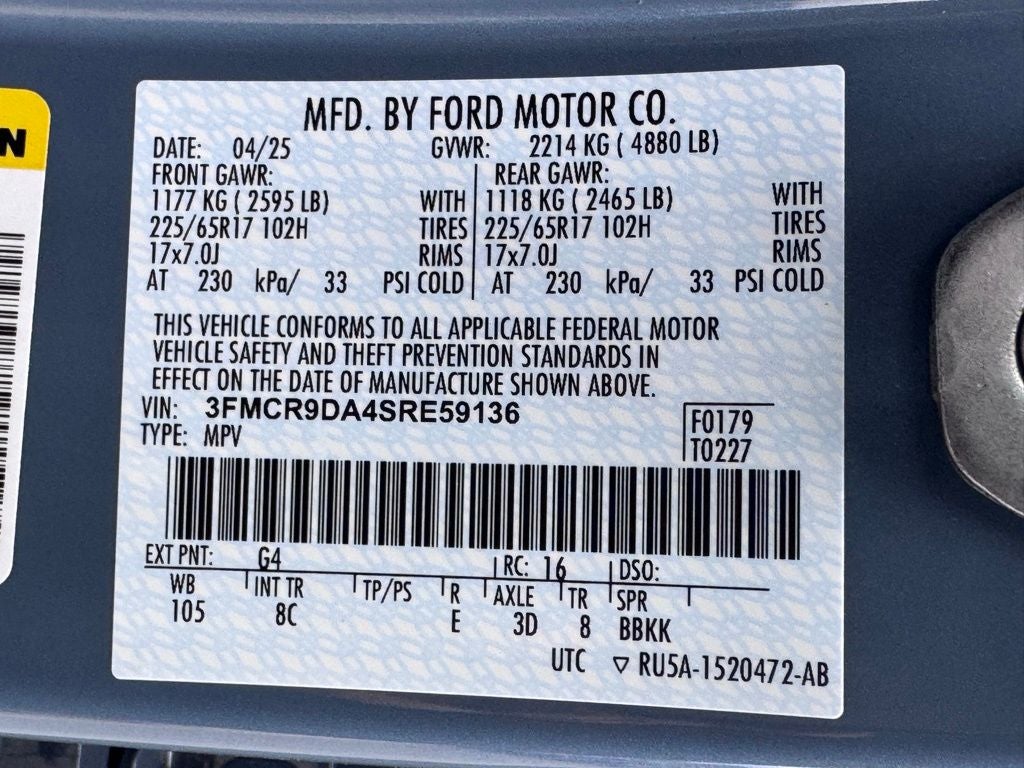 N
MFD. BY FORD MOTOR CO.
DATE: 04/25 GVWR: 2214 KG ( 4880 LB)
FRONT GAWR: REAR GAWR:
1177 KG ( 2595 LB) WITH 1118 KG ( 2465 LB) WITH
225/65R17 102H TIRES 225/65R17 102H TIRES
17x7.0J RIMS 17x7.0J RIMS
AT 230 kPa/ 33 PSI COLD AT 230 kPa/ 33 PSI COLD
THIS VEHICLE CONFORMS TO ALL APPLICABLE FEDERAL MOTOR
VEHICLE SAFETY AND THEFT PREVENTION STANDARDS IN
EFFECT ON THE DATE OF MANUFACTURE SHOWN ABOVE.
VIN: 3FMCR9DA4SRE59136 F0179
TYPE: MPV T0227
EXT PNT: G4 RC: 16 DSO:
WB INT TR TP/PS R AXLE TR SPR
105 8C E 3D 8 BBKK
UTC ▽ RU5A-1520472-AB